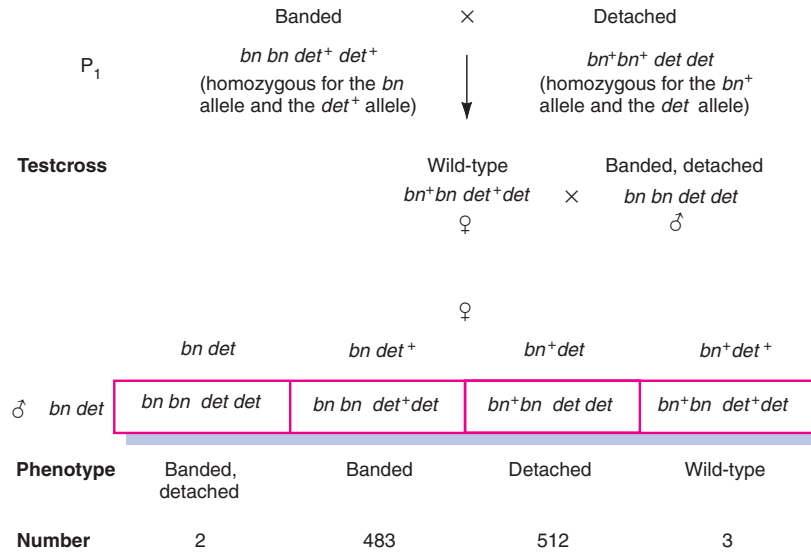 Banded × Detached
P₁ bn bn det⁺ det⁺ bn⁺bn⁺ det det
(homozygous for the bn (homozygous for the bn⁺
allele and the det⁺ allele) allele and the det allele)
Testcross Wild-type Banded, detached
bn⁺bn det⁺det × bn bn det det
♀ ♂
♀
bn det bn det⁺ bn⁺det bn⁺det⁺
♂ bn det bn bn det det bn bn det⁺det bn⁺bn det det bn⁺bn det⁺det
Phenotype Banded, Banded Detached Wild-type
detached
Number 2 483 512 3